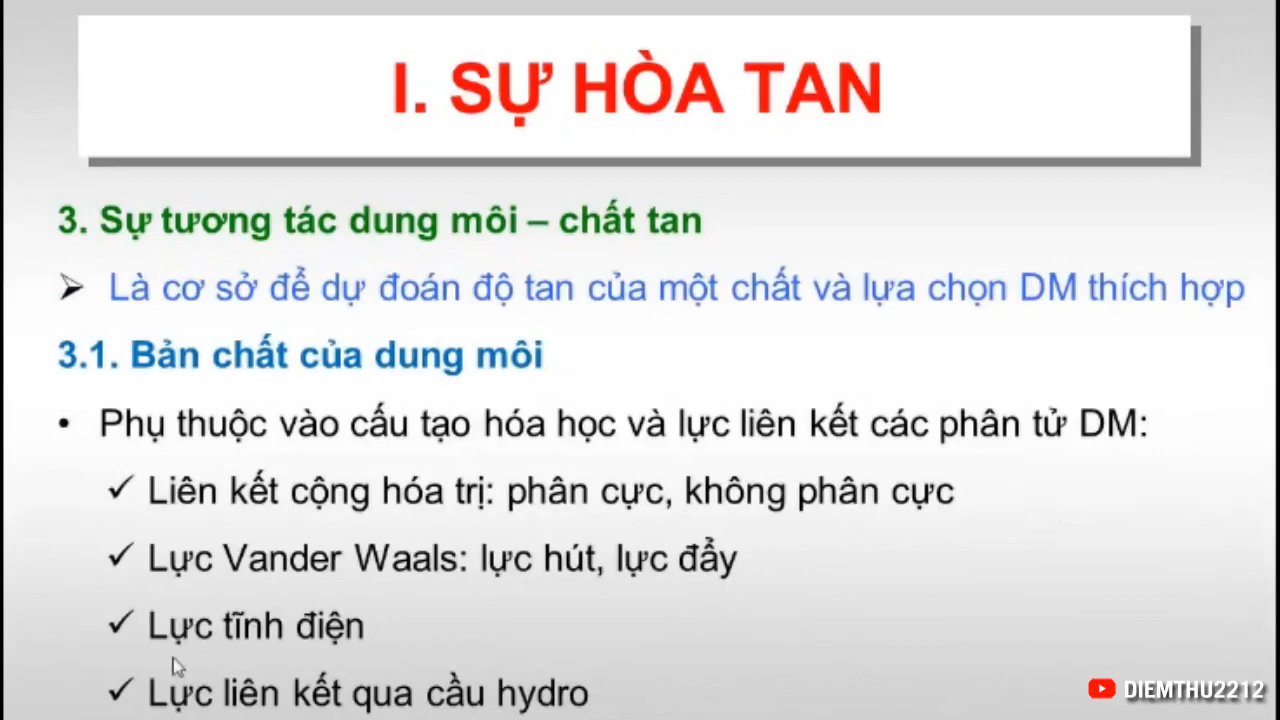 I. SỰ HÒA TAN
3. Sự tương tác dung môi – chất tan
➢ Là cơ sở để dự đoán độ tan của một chất và lựa chọn DM thích hợp
3.1. Bản chất của dung môi
• Phụ thuộc vào cấu tạo hóa học và lực liên kết các phân tử DM:
✓ Liên kết cộng hóa trị: phân cực, không phân cực
✓ Lực Vander Waals: lực hút, lực đẩy
✓ Lực tĩnh điện
✓ Lực liên kết qua cầu hydro
DIEMTHU2212